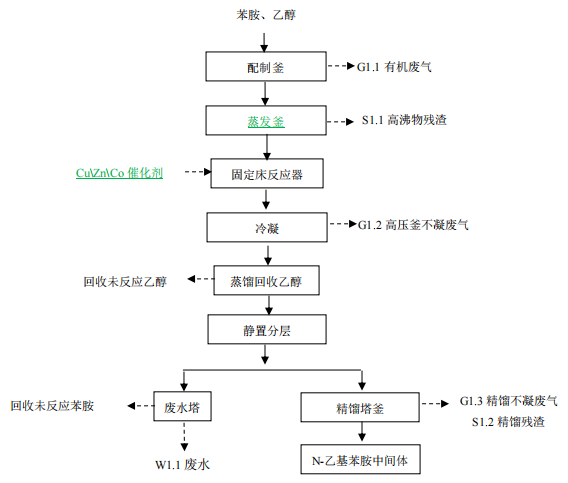 苯胺、乙醇
配制釜
G1.1 有机废气
蒸发釜
S1.1 高沸物残渣
Cu\Zn\Co 催化剂
固定床反应器
冷凝
G1.2 高压釜不凝废气
回收未反应乙醇
蒸馏回收乙醇
静置分层
回收未反应苯胺
废水塔
精馏塔釜
G1.3 精馏不凝废气
S1.2 精馏残渣
W1.1 废水
N-乙基苯胺中间体